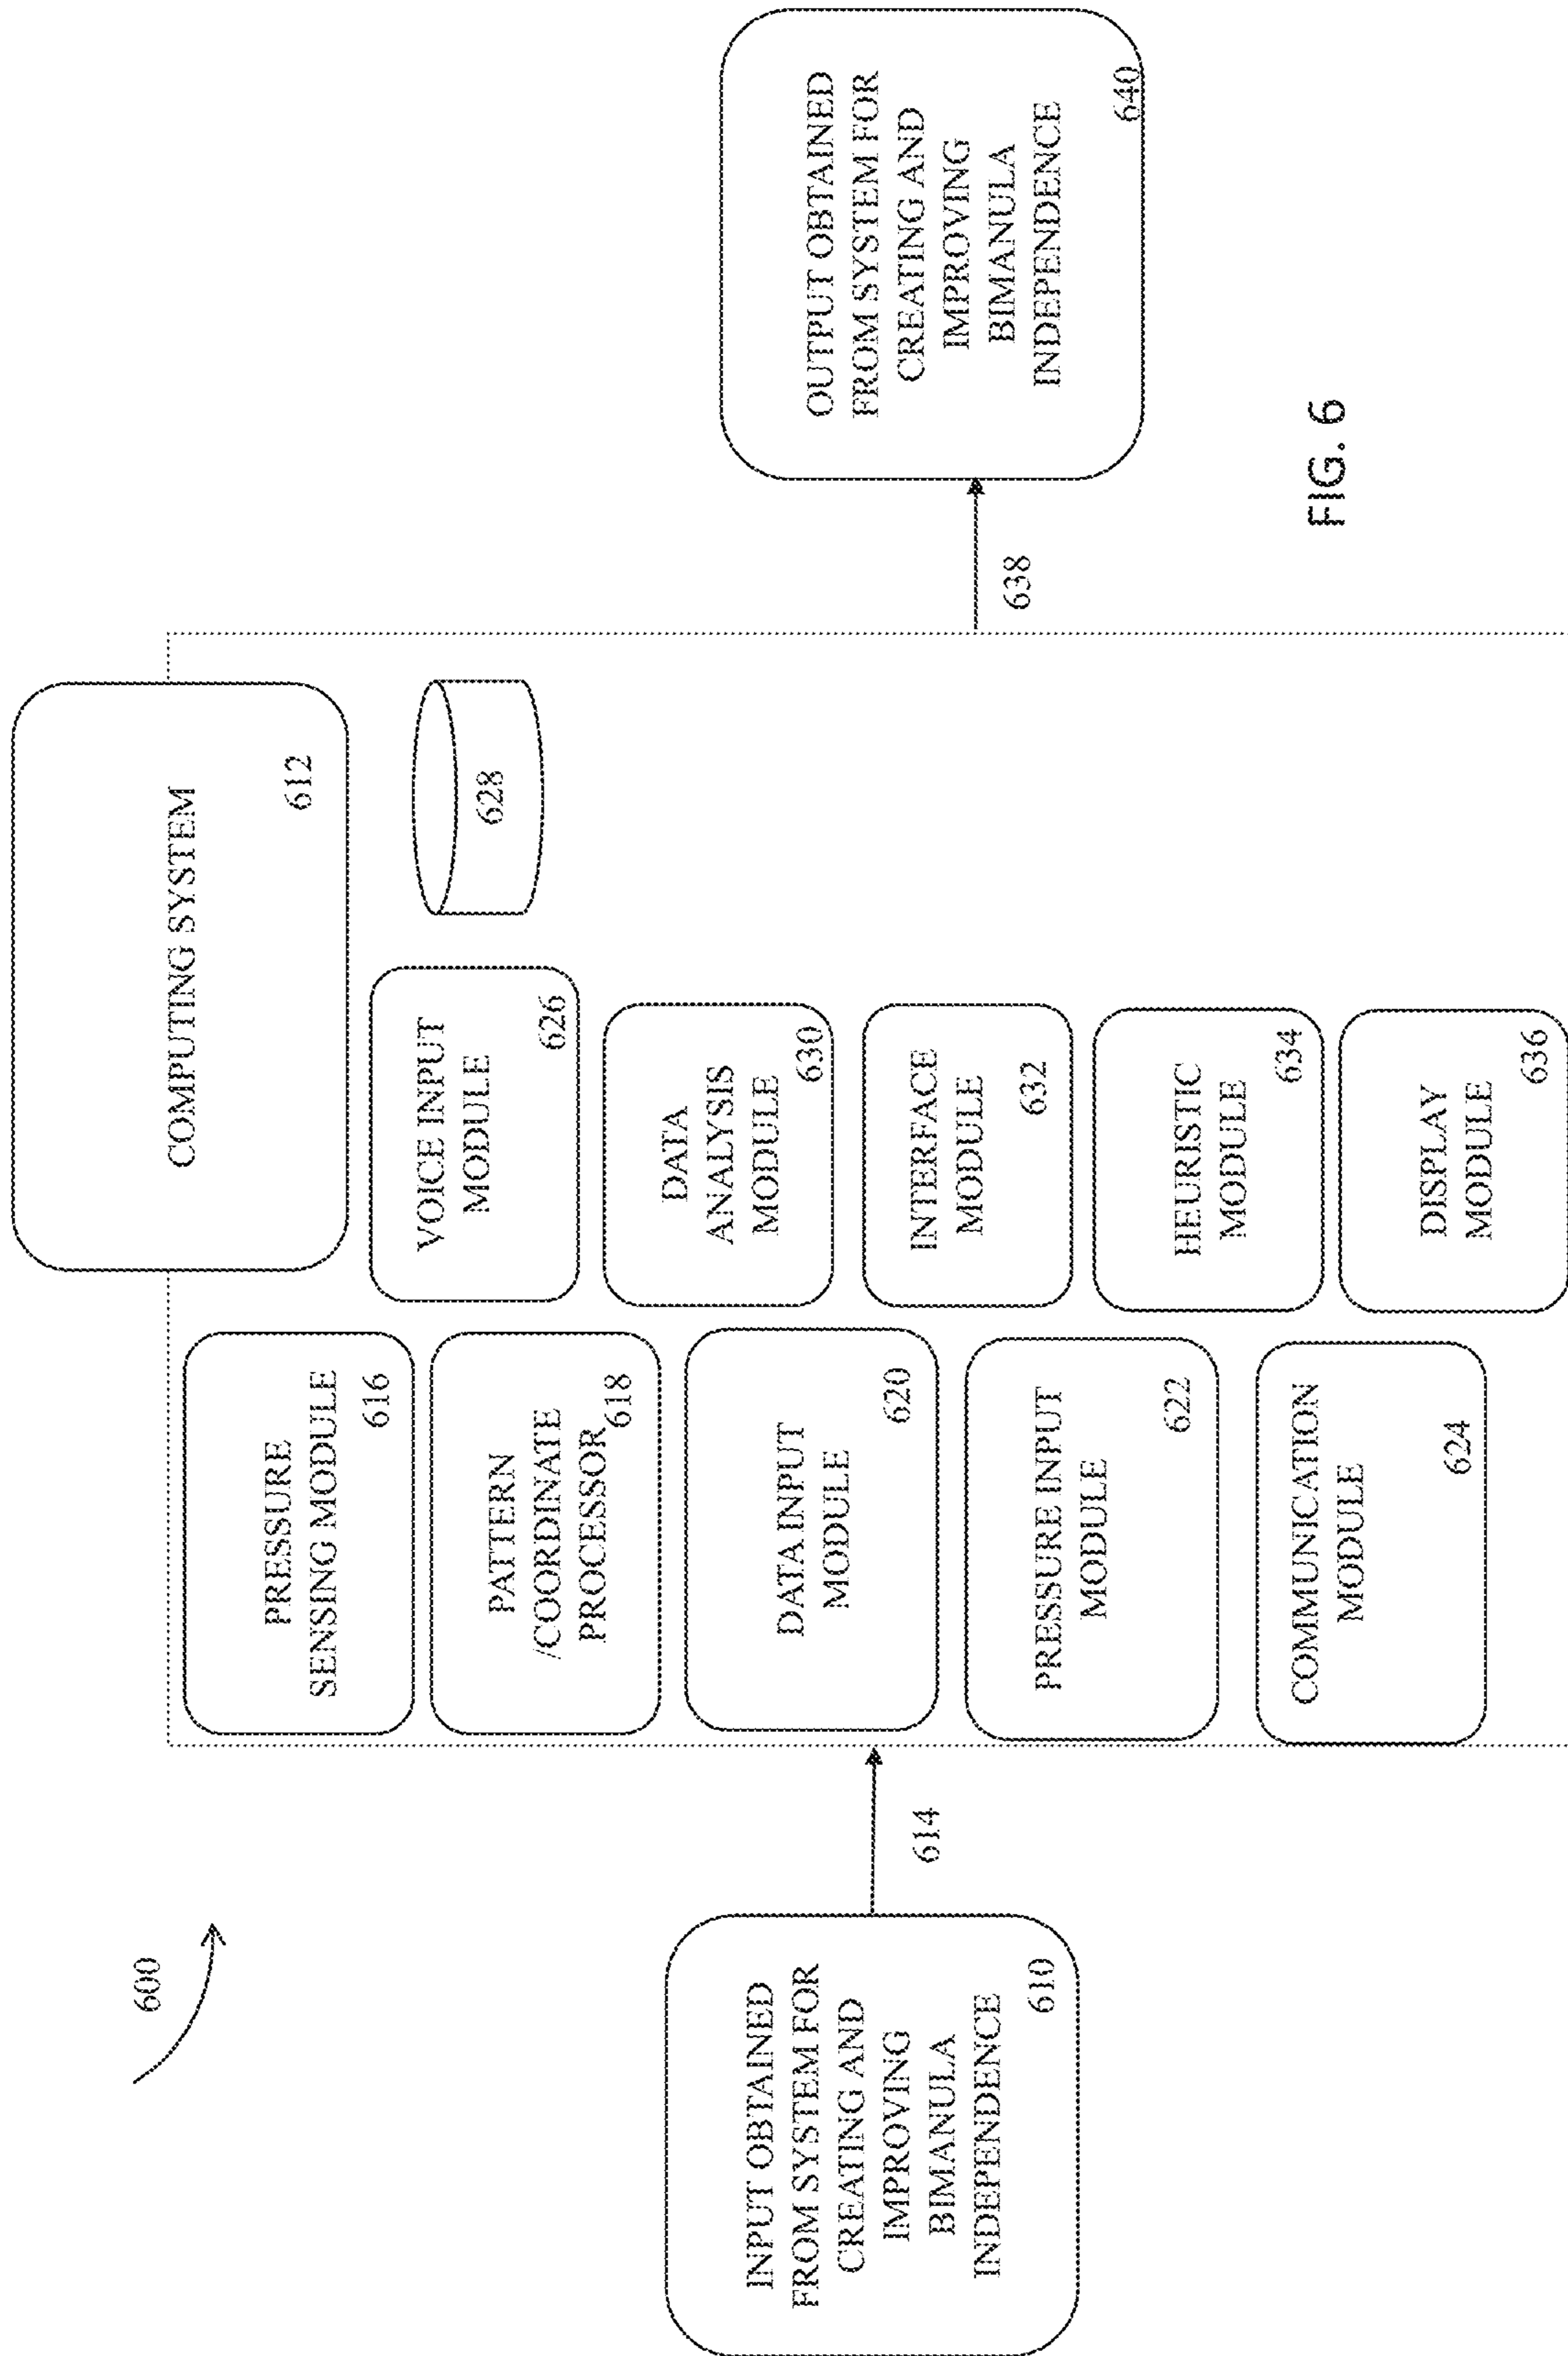 600
INPUT OBTAINED
FROM SYSTEM FOR
CREATING AND
IMPROVING
BIMANULA
INDEPENDENCE
610
614
COMPUTING SYSTEM
612
PRESSURE
SENSING MODULE
616
PATTERN
/COORDINATE
PROCESSOR
618
DATA INPUT
MODULE
620
PRESSURE INPUT
MODULE
622
COMMUNICATION
MODULE
624
VOICE INPUT
MODULE
626
628
DATA
ANALYSIS
MODULE
630
INTERFACE
MODULE
632
HEURISTIC
MODULE
634
DISPLAY
MODULE
636
638
OUTPUT OBTAINED
FROM SYSTEM FOR
CREATING AND
IMPROVING
BIMANULA
INDEPENDENCE
640
FIG. 6